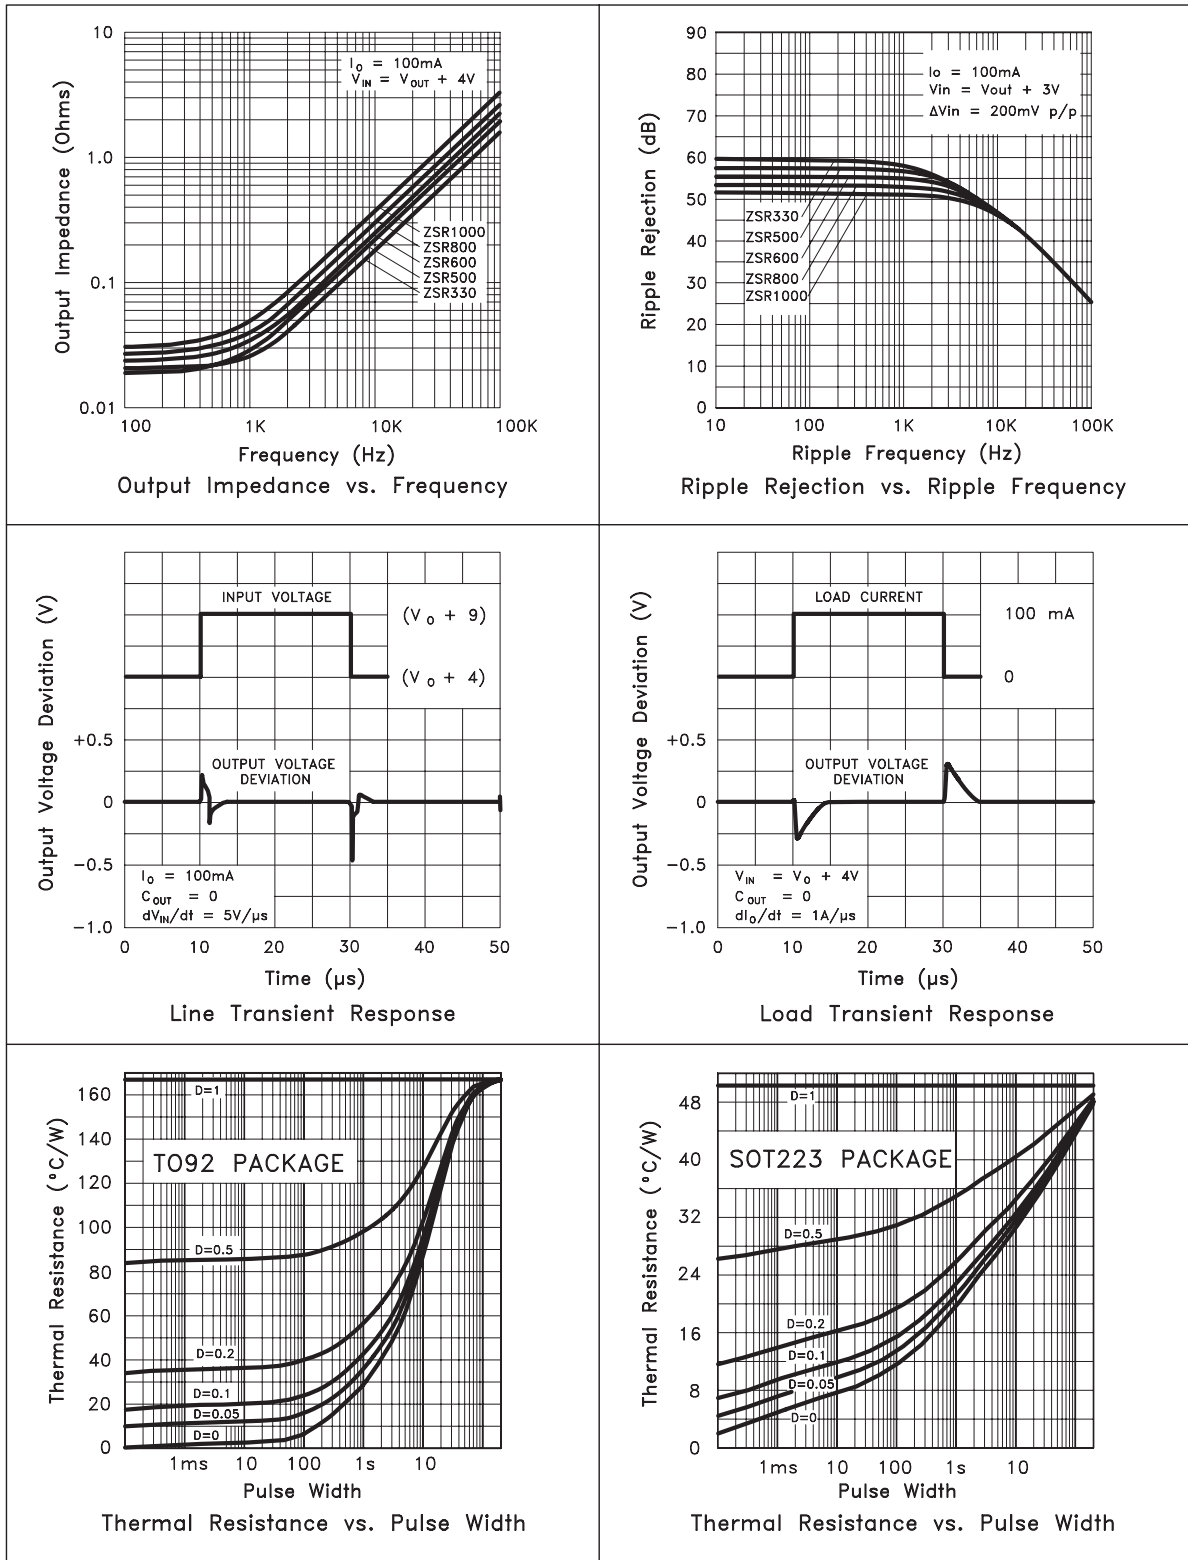 10
1.0
0.1
0.01
Output Impedance (Ohms)
I₀ = 100mA
V_IN = V_OUT + 4V
ZSR1000
ZSR800
ZSR600
ZSR500
ZSR330
100 1K 10K 100K
Frequency (Hz)
Output Impedance vs. Frequency
90
80
70
60
50
40
30
20
10
0
Ripple Rejection (dB)
Io = 100mA
Vin = Vout + 3V
ΔVin = 200mV p/p
ZSR330
ZSR500
ZSR600
ZSR800
ZSR1000
10 100 1K 10K 100K
Ripple Frequency (Hz)
Ripple Rejection vs. Ripple Frequency
Output Voltage Deviation (V)
INPUT VOLTAGE
(V₀ + 9)
(V₀ + 4)
+0.5
0
-0.5
-1.0
OUTPUT VOLTAGE
DEVIATION
I₀ = 100mA
C_OUT = 0
dV_IN/dt = 5V/µs
0 10 20 30 40 50
Time (µs)
Line Transient Response
Output Voltage Deviation (V)
LOAD CURRENT
100 mA
0
+0.5
0
-0.5
-1.0
OUTPUT VOLTAGE
DEVIATION
V_IN = V₀ + 4V
C_OUT = 0
dI₀/dt = 1A/µs
0 10 20 30 40 50
Time (µs)
Load Transient Response
160
140
120
100
80
60
40
20
0
Thermal Resistance (°C/W)
D=1
TO92 PACKAGE
D=0.5
D=0.2
D=0.1
D=0.05
D=0
1ms 10 100 1s 10
Pulse Width
Thermal Resistance vs. Pulse Width
48
40
32
24
16
8
0
Thermal Resistance (°C/W)
D=1
SOT223 PACKAGE
D=0.5
D=0.2
D=0.1
D=0.05
D=0
1ms 10 100 1s 10
Pulse Width
Thermal Resistance vs. Pulse Width